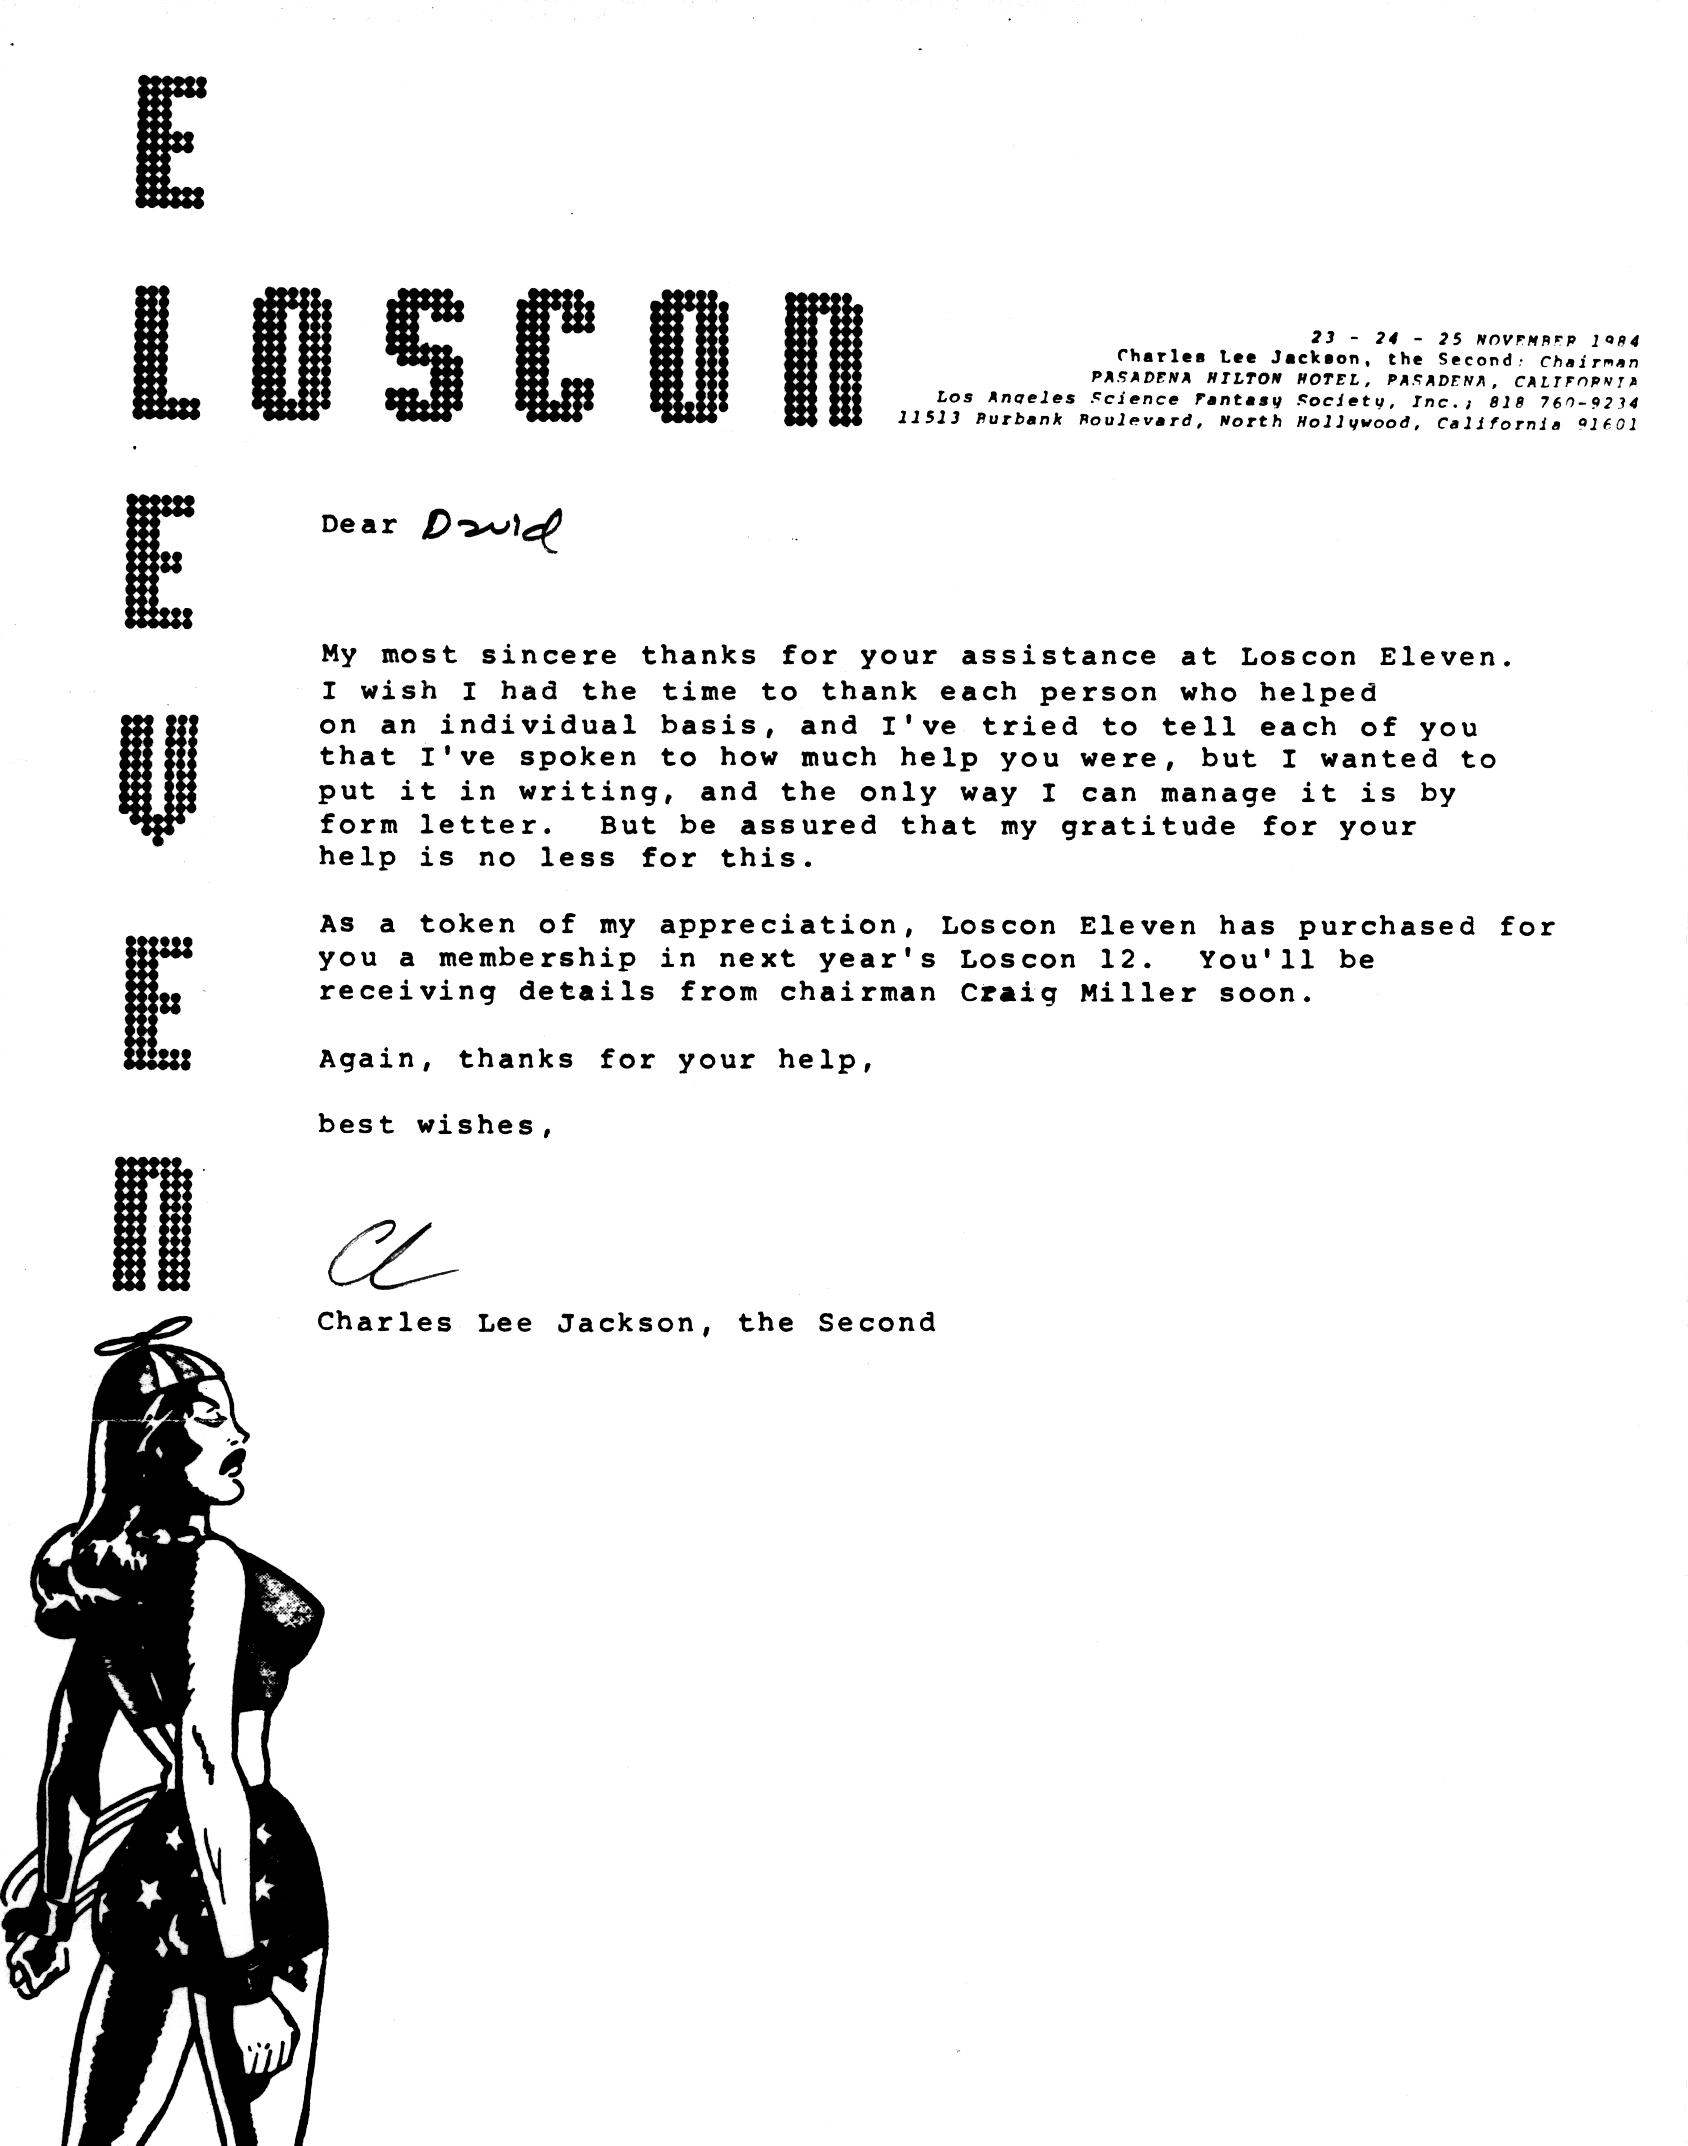 E
LOSCON
E
V
E
N
23 - 24 - 25 NOVEMBER 1984
Charles Lee Jackson, the Second: Chairman
PASADENA HILTON HOTEL, PASADENA, CALIFORNIA
Los Angeles Science Fantasy Society, Inc.; 818 760-9234
11513 Burbank Boulevard, North Hollywood, California 91601
Dear David
My most sincere thanks for your assistance at Loscon Eleven.
I wish I had the time to thank each person who helped
on an individual basis, and I've tried to tell each of you
that I've spoken to how much help you were, but I wanted to
put it in writing, and the only way I can manage it is by
form letter.  But be assured that my gratitude for your
help is no less for this.
As a token of my appreciation, Loscon Eleven has purchased for
you a membership in next year's Loscon 12.  You'll be
receiving details from chairman Craig Miller soon.
Again, thanks for your help,
best wishes,
CL
Charles Lee Jackson, the Second